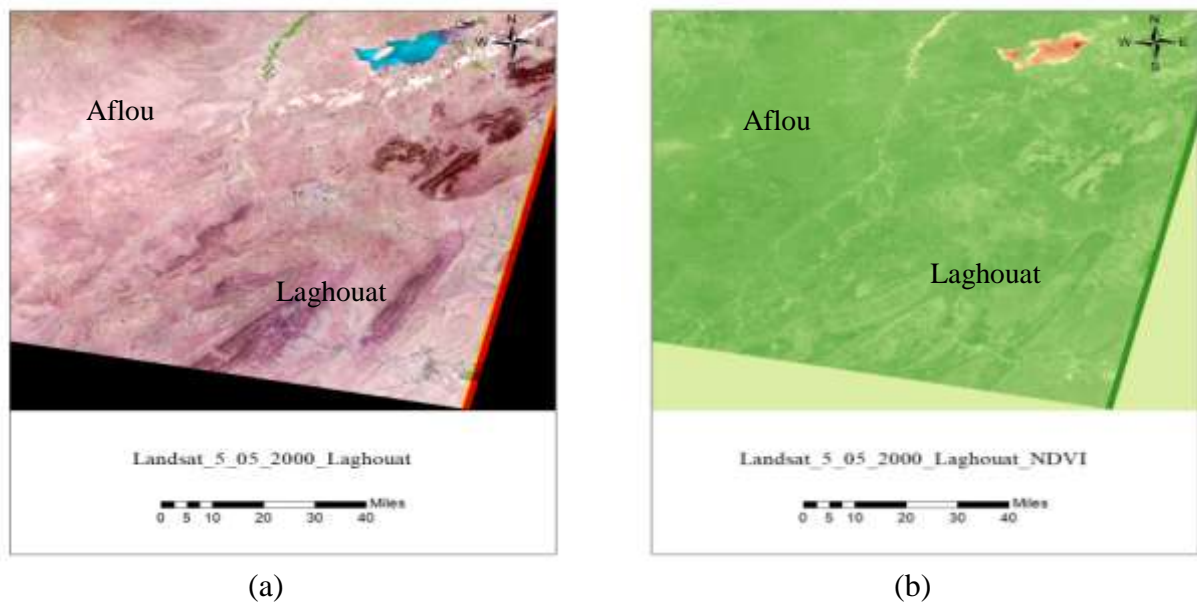 N
W E
S
Aflou
Laghouat
Landsat_5_05_2000_Laghouat
Miles
0 5 10 20 30 40
(a)
N
W E
S
Aflou
Laghouat
Landsat_5_05_2000_Laghouat_NDVI
Miles
0 5 10 20 30 40
(b)